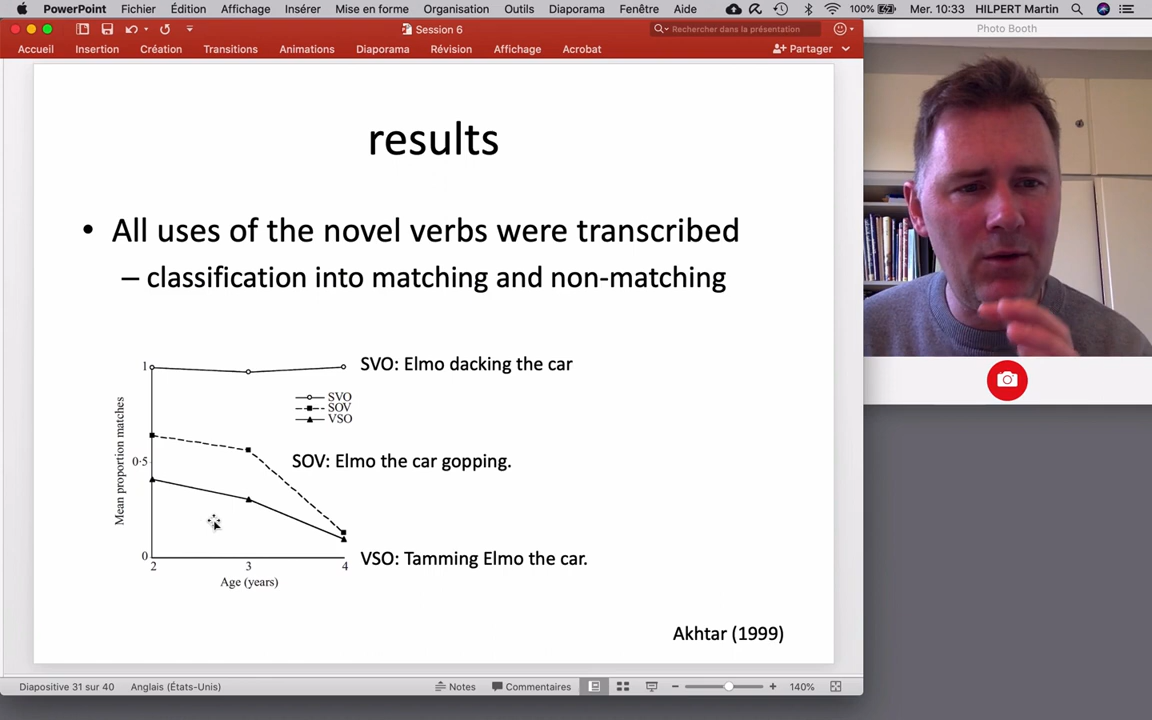 PowerPoint Fichier Édition Affichage Insérer Mise en forme Organisation Outils Diaporama Fenêtre Aide 100% Mer. 10:33 HILPERT Martin
Session 6
Rechercher dans la présentation
Photo Booth
Accueil Insertion Création Transitions Animations Diaporama Révision Affichage Acrobat Partager
results
• All uses of the novel verbs were transcribed
– classification into matching and non-matching
1
SVO: Elmo dacking the car
SVO
SOV
VSO
Mean proportion matches
0·5
SOV: Elmo the car gopping.
0
VSO: Tamming Elmo the car.
2 3 4
Age (years)
Akhtar (1999)
Diapositive 31 sur 40 Anglais (États-Unis) Notes Commentaires 140%